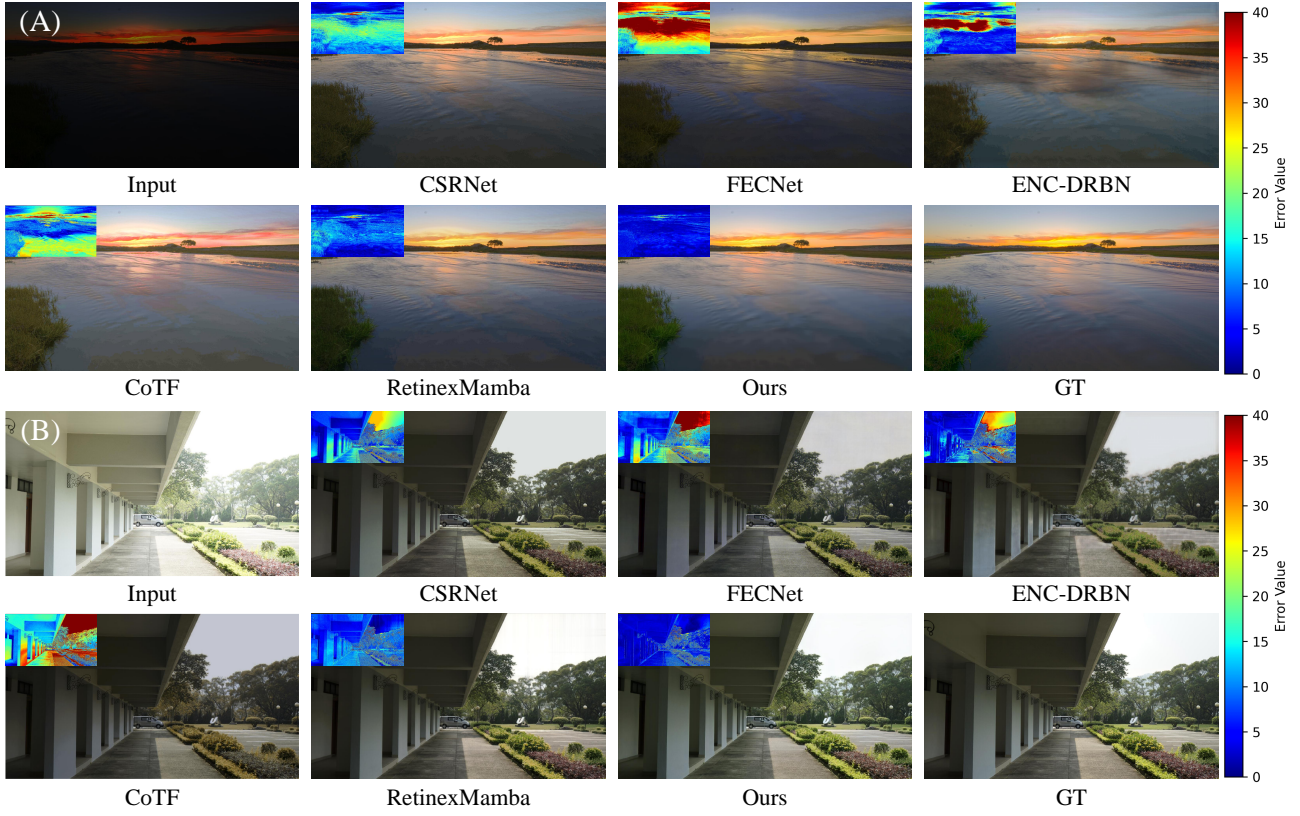 (A)
Input CSRNet FECNet ENC-DRBN
CoTF RetinexMamba Ours GT
40
35
30
25
20
15
10
5
0
Error Value
(B)
Input CSRNet FECNet ENC-DRBN
CoTF RetinexMamba Ours GT
40
35
30
25
20
15
10
5
0
Error Value